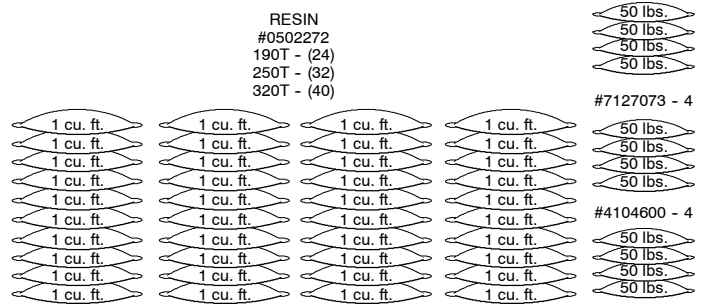 RESIN
#0502272
190T - (24)
250T - (32)
320T - (40)
1 cu. ft. 1 cu. ft. 1 cu. ft. 1 cu. ft.
1 cu. ft. 1 cu. ft. 1 cu. ft. 1 cu. ft.
1 cu. ft. 1 cu. ft. 1 cu. ft. 1 cu. ft.
1 cu. ft. 1 cu. ft. 1 cu. ft. 1 cu. ft.
1 cu. ft. 1 cu. ft. 1 cu. ft. 1 cu. ft.
1 cu. ft. 1 cu. ft. 1 cu. ft. 1 cu. ft.
1 cu. ft. 1 cu. ft. 1 cu. ft. 1 cu. ft.
1 cu. ft. 1 cu. ft. 1 cu. ft. 1 cu. ft.
1 cu. ft. 1 cu. ft. 1 cu. ft. 1 cu. ft.
1 cu. ft. 1 cu. ft. 1 cu. ft. 1 cu. ft.
50 lbs.
50 lbs.
50 lbs.
50 lbs.
#7127073 - 4
50 lbs.
50 lbs.
50 lbs.
50 lbs.
#4104600 - 4
50 lbs.
50 lbs.
50 lbs.
50 lbs.